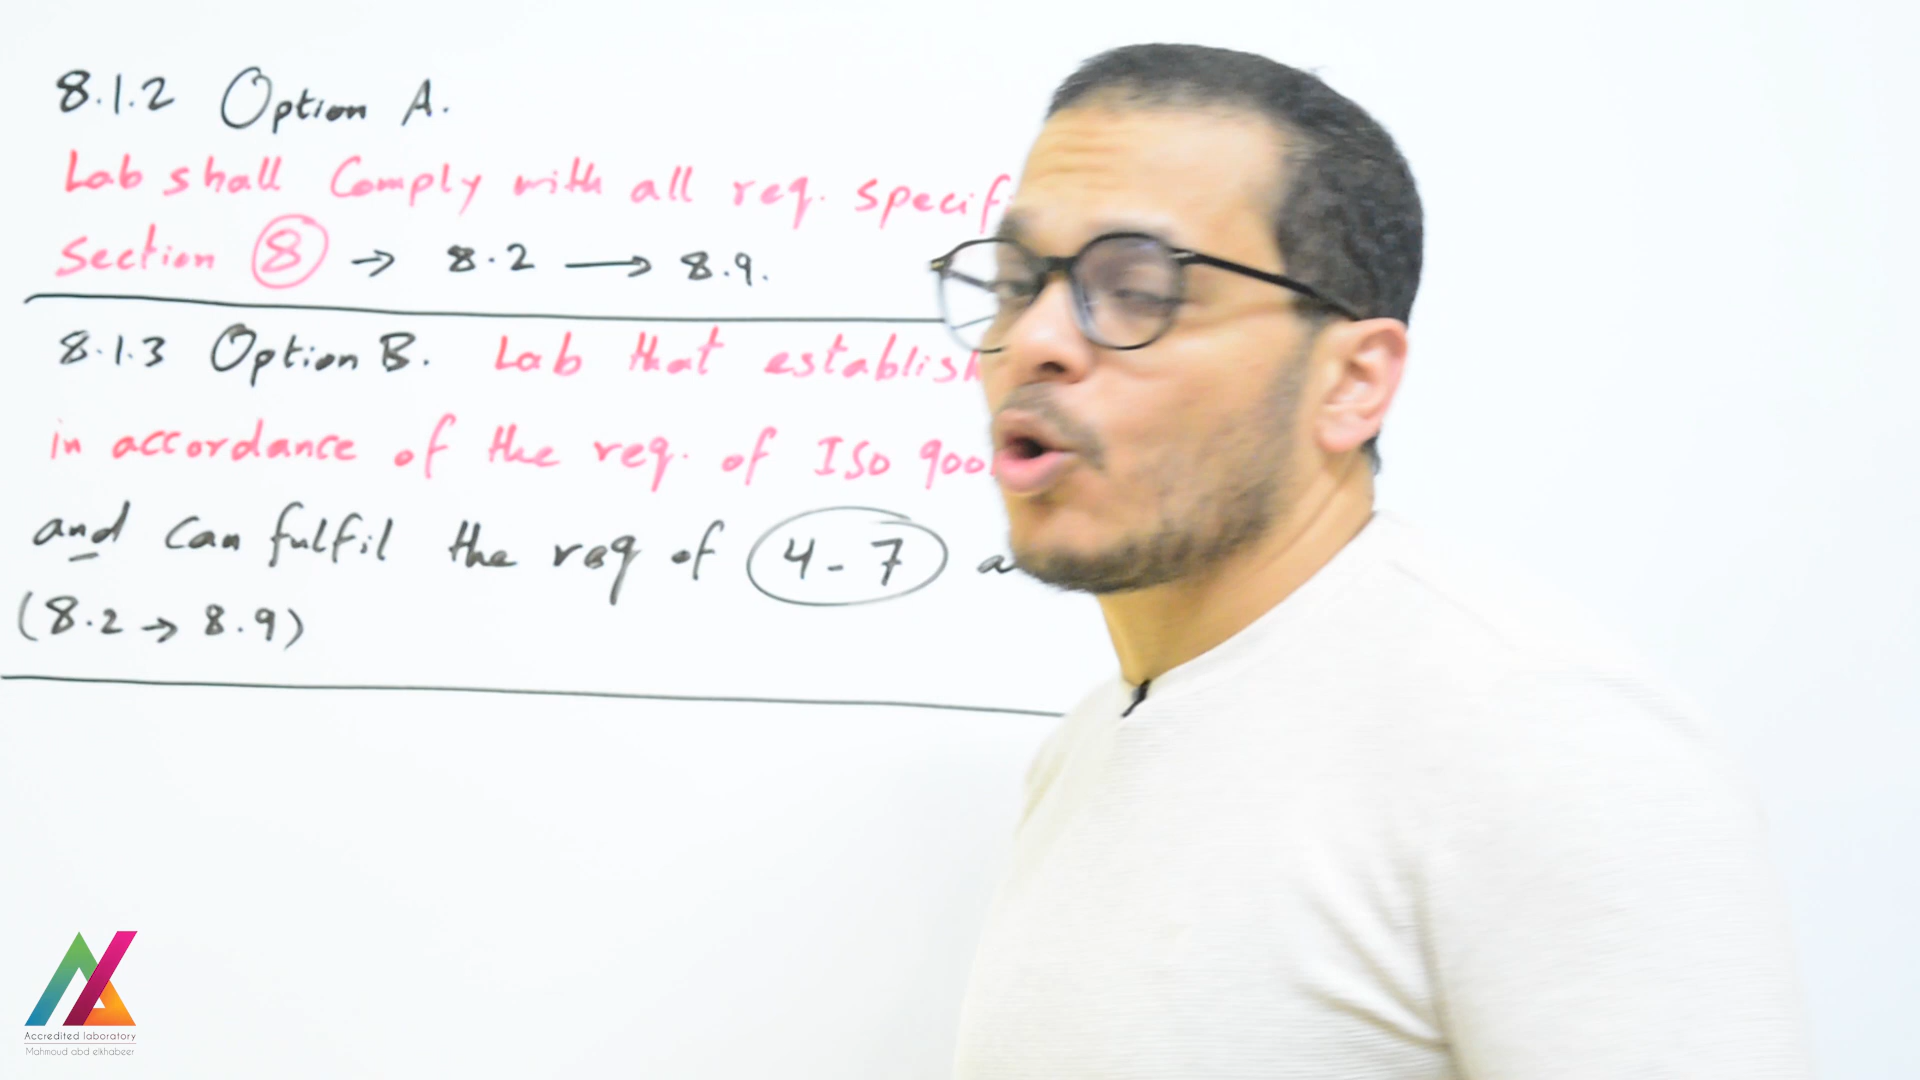 8.1.2 Option A.
Lab shall Comply with all req. specif
Section 8 → 8.2 → 8.9.
8.1.3 Option B. Lab that establish
in accordance of the req. of ISO 9001
and can fulfil the req of 4-7 a
(8.2 → 8.9)
Accredited laboratory
Mahmoud abd elkhabeer